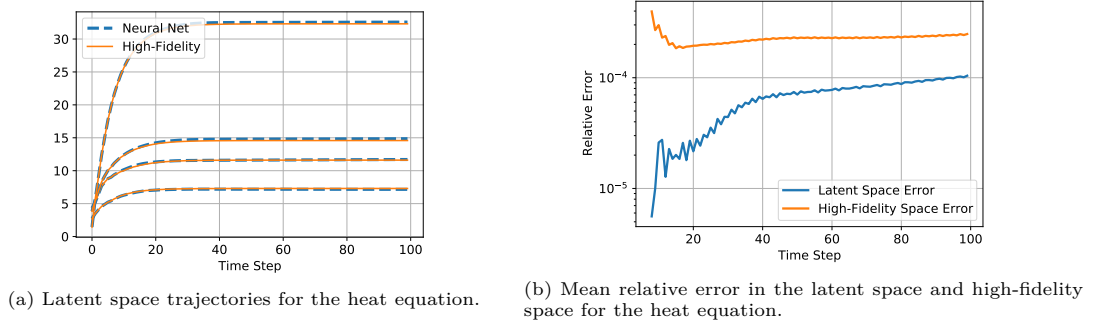 Neural Net
High-Fidelity
30
25
20
15
10
5
0
0
20
40
60
80
100
Time Step
(a) Latent space trajectories for the heat equation.
Relative Error
10⁻⁴
10⁻⁵
Latent Space Error
High-Fidelity Space Error
20
40
60
80
100
Time Step
(b) Mean relative error in the latent space and high-fidelity
space for the heat equation.